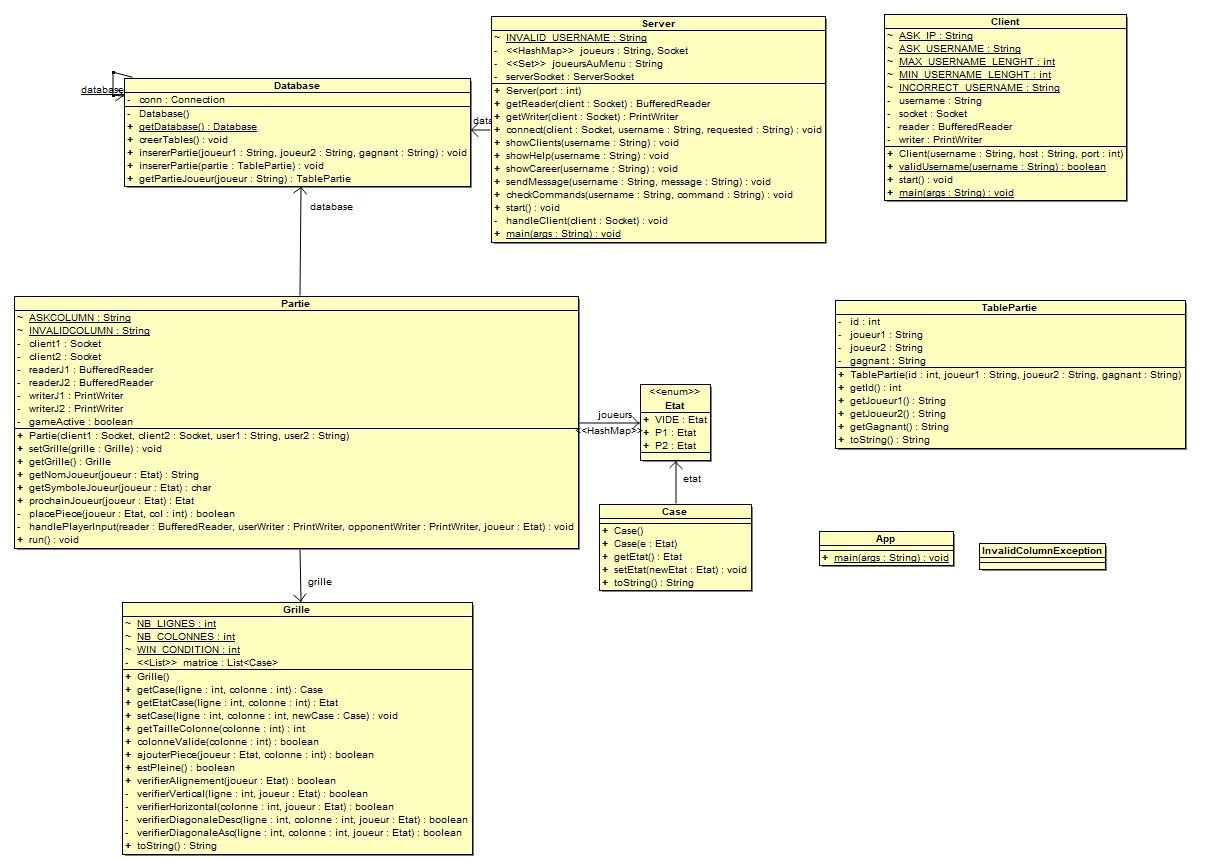 Server
~ INVALID_USERNAME : String
- <<HashMap>> joueurs : String, Socket
- <<Set>> joueursAuMenu : String
- serverSocket : ServerSocket
+ Server(port : int)
+ getReader(client : Socket) : BufferedReader
+ getWriter(client : Socket) : PrintWriter
+ connect(client : Socket, username : String, requested : String) : void
+ showClients(username : String) : void
+ showHelp(username : String) : void
+ showCareer(username : String) : void
+ sendMessage(username : String, message : String) : void
+ checkCommands(username : String, command : String) : void
+ start() : void
- handleClient(client : Socket) : void
+ main(args : String) : void
Client
~ ASK_IP : String
~ ASK_USERNAME : String
~ MAX_USERNAME_LENGHT : int
~ MIN_USERNAME_LENGHT : int
~ INCORRECT_USERNAME : String
- username : String
- socket : Socket
- reader : BufferedReader
- writer : PrintWriter
+ Client(username : String, host : String, port : int)
+ validUsername(username : String) : boolean
+ start() : void
+ main(args : String) : void
database
Database
- conn : Connection
- Database()
+ getDatabase() : Database
+ creerTables() : void
+ insererPartie(joueur1 : String, joueur2 : String, gagnant : String) : void
+ insererPartie(partie : TablePartie) : void
+ getPartieJoueur(joueur : String) : TablePartie
data
database
Partie
~ ASKCOLUMN : String
~ INVALIDCOLUMN : String
- client1 : Socket
- client2 : Socket
- readerJ1 : BufferedReader
- readerJ2 : BufferedReader
- writerJ1 : PrintWriter
- writerJ2 : PrintWriter
- gameActive : boolean
+ Partie(client1 : Socket, client2 : Socket, user1 : String, user2 : String)
+ setGrille(grille : Grille) : void
+ getGrille() : Grille
+ getNomJoueur(joueur : Etat) : String
+ getSymboleJoueur(joueur : Etat) : char
+ prochainJoueur(joueur : Etat) : Etat
- placePiece(joueur : Etat, col : int) : boolean
- handlePlayerInput(reader : BufferedReader, userWriter : PrintWriter, opponentWriter : PrintWriter, joueur : Etat) : void
+ run() : void
joueurs
<<HashMap>>
<<enum>>
Etat
+ VIDE : Etat
+ P1 : Etat
+ P2 : Etat
etat
TablePartie
- id : int
- joueur1 : String
- joueur2 : String
- gagnant : String
+ TablePartie(id : int, joueur1 : String, joueur2 : String, gagnant : String)
+ getId() : int
+ getJoueur1() : String
+ getJoueur2() : String
+ getGagnant() : String
+ toString() : String
Case
+ Case()
+ Case(e : Etat)
+ getEtat() : Etat
+ setEtat(newEtat : Etat) : void
+ toString() : String
App
+ main(args : String) : void
InvalidColumnException
grille
Grille
~ NB_LIGNES : int
~ NB_COLONNES : int
~ WIN_CONDITION : int
- <<List>> matrice : List<Case>
+ Grille()
+ getCase(ligne : int, colonne : int) : Case
+ getEtatCase(ligne : int, colonne : int) : Etat
+ setCase(ligne : int, colonne : int, newCase : Case) : void
+ getTailleColonne(colonne : int) : int
+ colonneValide(colonne : int) : boolean
+ ajouterPiece(joueur : Etat, colonne : int) : boolean
+ estPleine() : boolean
+ verifierAlignement(joueur : Etat) : boolean
- verifierVertical(ligne : int, joueur : Etat) : boolean
- verifierHorizontal(colonne : int, joueur : Etat) : boolean
- verifierDiagonaleDesc(ligne : int, colonne : int, joueur : Etat) : boolean
- verifierDiagonaleAsc(ligne : int, colonne : int, joueur : Etat) : boolean
+ toString() : String